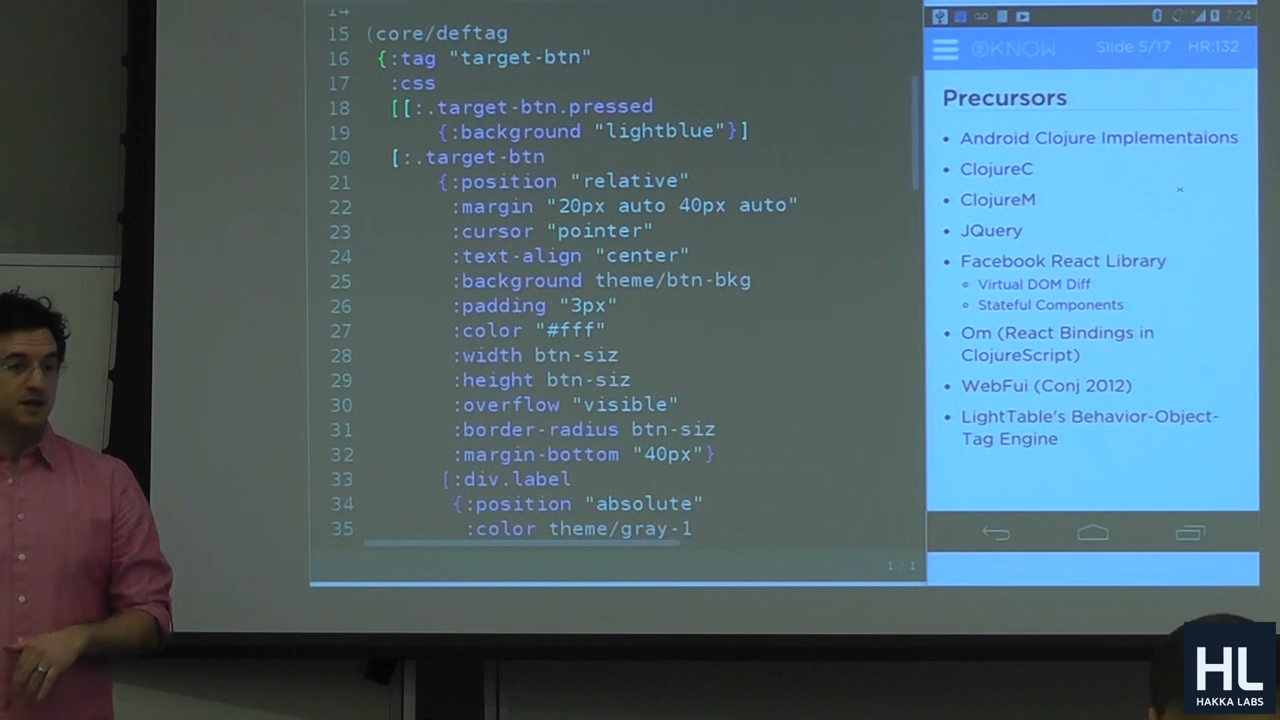 14
15 (core/deftag
16 {:tag "target-btn"
17 :css
18 [[:.target-btn.pressed
19 {:background "lightblue"}]
20 [:.target-btn
21 {:position "relative"
22 :margin "20px auto 40px auto"
23 :cursor "pointer"
24 :text-align "center"
25 :background theme/btn-bkg
26 :padding "3px"
27 :color "#fff"
28 :width btn-siz
29 :height btn-siz
30 :overflow "visible"
31 :border-radius btn-siz
32 :margin-bottom "40px"}
33 [:div.label
34 {:position "absolute"
35 :color theme/gray-1
1 / 1
7:24
KNOW Slide 5/17 HR:132
Precursors
• Android Clojure Implementaions
• ClojureC
• ClojureM
• JQuery
• Facebook React Library
◦ Virtual DOM Diff
◦ Stateful Components
• Om (React Bindings in
ClojureScript)
• WebFui (Conj 2012)
• LightTable's Behavior-Object-
Tag Engine
HL
HAKKA LABS